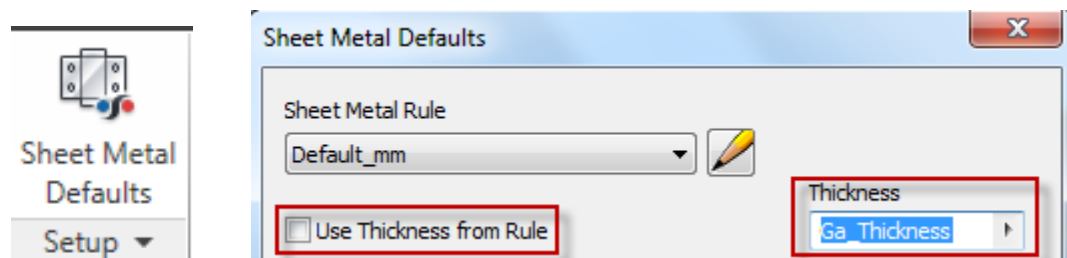 Sheet Metal
Defaults
Setup
Sheet Metal Defaults
Sheet Metal Rule
Default_mm
Use Thickness from Rule
Thickness
Ga_Thickness